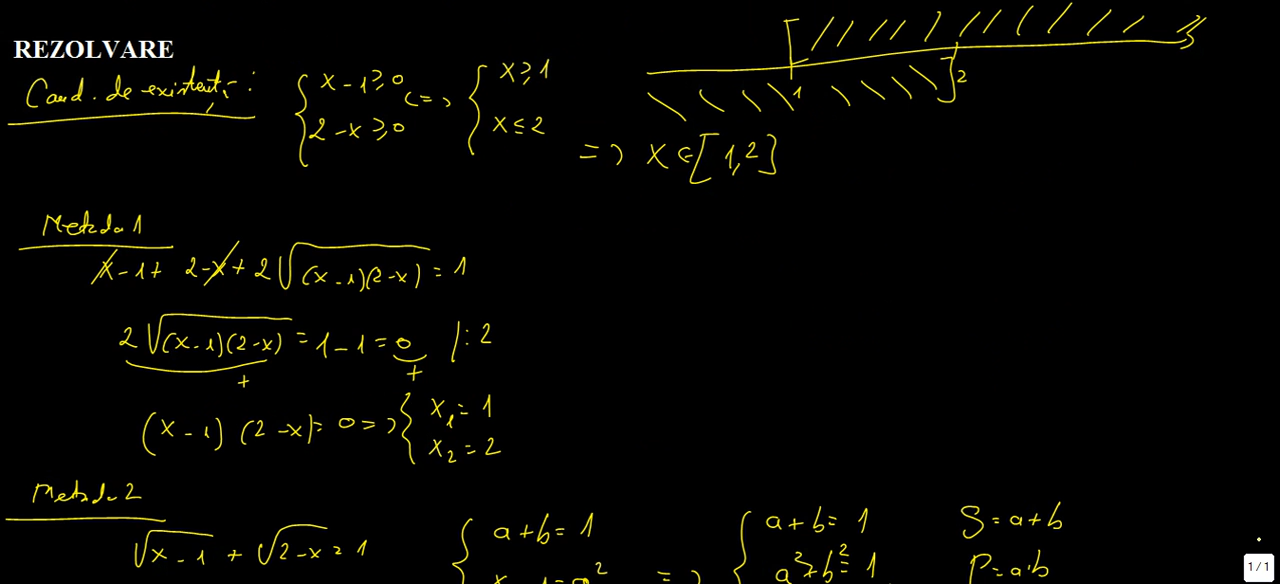 REZOLVARE
Cond. de existență:
{ x - 1 ≥ 0 <=> { x ≥ 1
{ 2 - x ≥ 0 { x ≤ 2
=> x ∈ [1,2]
1 2
Metoda 1
x - 1 + 2 - x + 2√((x - 1)(2 - x)) = 1
2√((x - 1)(2 - x)) = 1 - 1 = 0 /: 2
+ +
(x - 1)(2 - x) = 0 => { x₁ = 1
{ x₂ = 2
Metoda 2
√(x - 1) + √(2 - x) = 1
{ a + b = 1
x - 1 = a²
=> { a + b = 1
a² + b² = 1
S = a + b
P = a·b
1 / 1